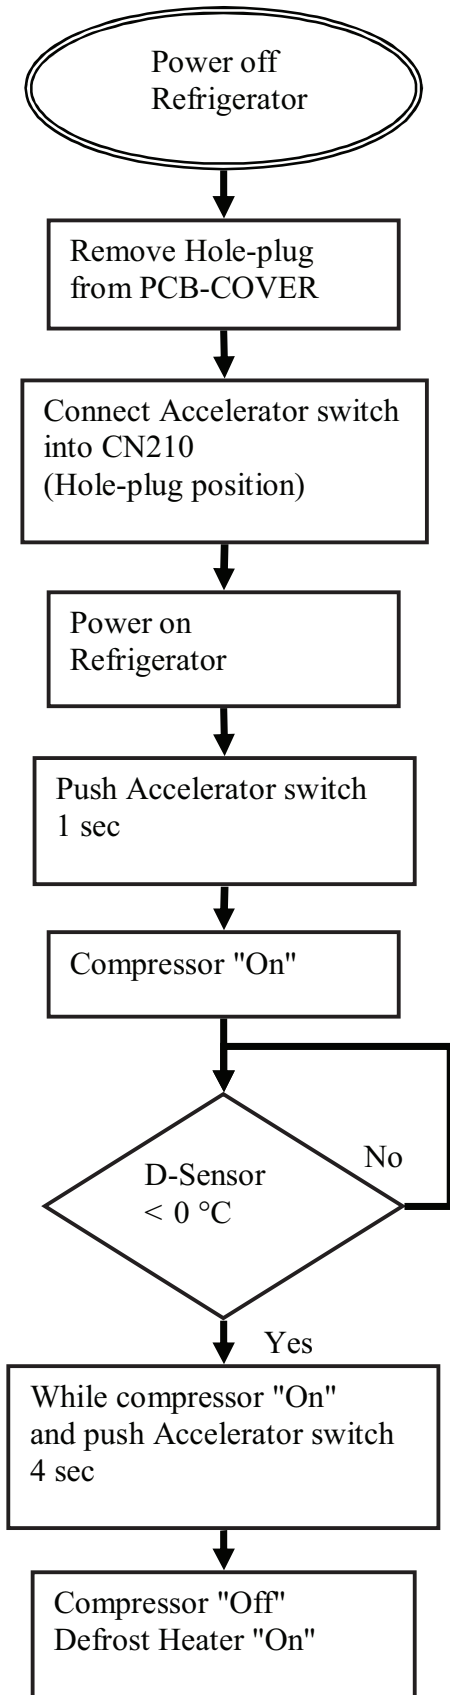 Power off
Refrigerator
Remove Hole-plug
from PCB-COVER
Connect Accelerator switch
into CN210
(Hole-plug position)
Power on
Refrigerator
Push Accelerator switch
1 sec
Compressor "On"
No
D-Sensor
< 0 °C
Yes
While compressor "On"
and push Accelerator switch
4 sec
Compressor "Off"
Defrost Heater "On"